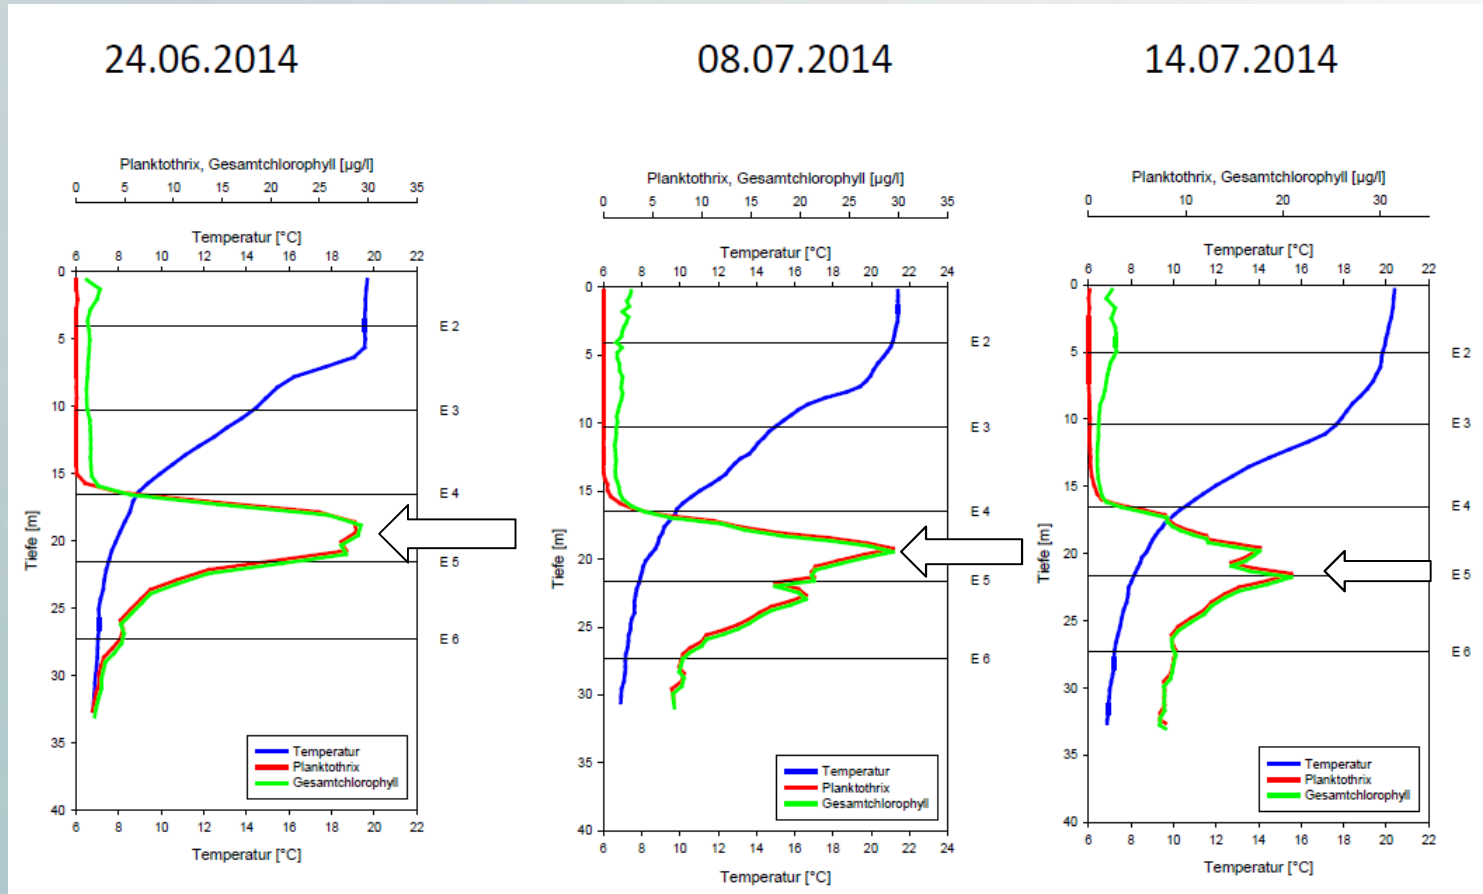 24.06.2014
Planktothrix, Gesamtchlorophyll [µg/l]
0 5 10 15 20 25 30 35
Temperatur [°C]
6 8 10 12 14 16 18 20 22
0
5
10
15
20
25
30
35
40
Tiefe [m]
E 2
E 3
E 4
E 5
E 6
Temperatur
Planktothrix
Gesamtchlorophyll
6 8 10 12 14 16 18 20 22
Temperatur [°C]
08.07.2014
Planktothrix, Gesamtchlorophyll [µg/l]
0 5 10 15 20 25 30 35
Temperatur [°C]
6 8 10 12 14 16 18 20 22 24
0
5
10
15
20
25
30
35
40
Tiefe [m]
E 2
E 3
E 4
E 5
E 6
Temperatur
Planktothrix
Gesamtchlorophyll
6 8 10 12 14 16 18 20 22 24
Temperatur [°C]
14.07.2014
Planktothrix, Gesamtchlorophyll [µg/l]
0 10 20 30
Temperatur [°C]
6 8 10 12 14 16 18 20 22
0
5
10
15
20
25
30
35
40
Tiefe [m]
E 2
E 3
E 4
E 5
E 6
Temperatur
Planktothrix
Gesamtchlorophyll
6 8 10 12 14 16 18 20 22
Temperatur [°C]